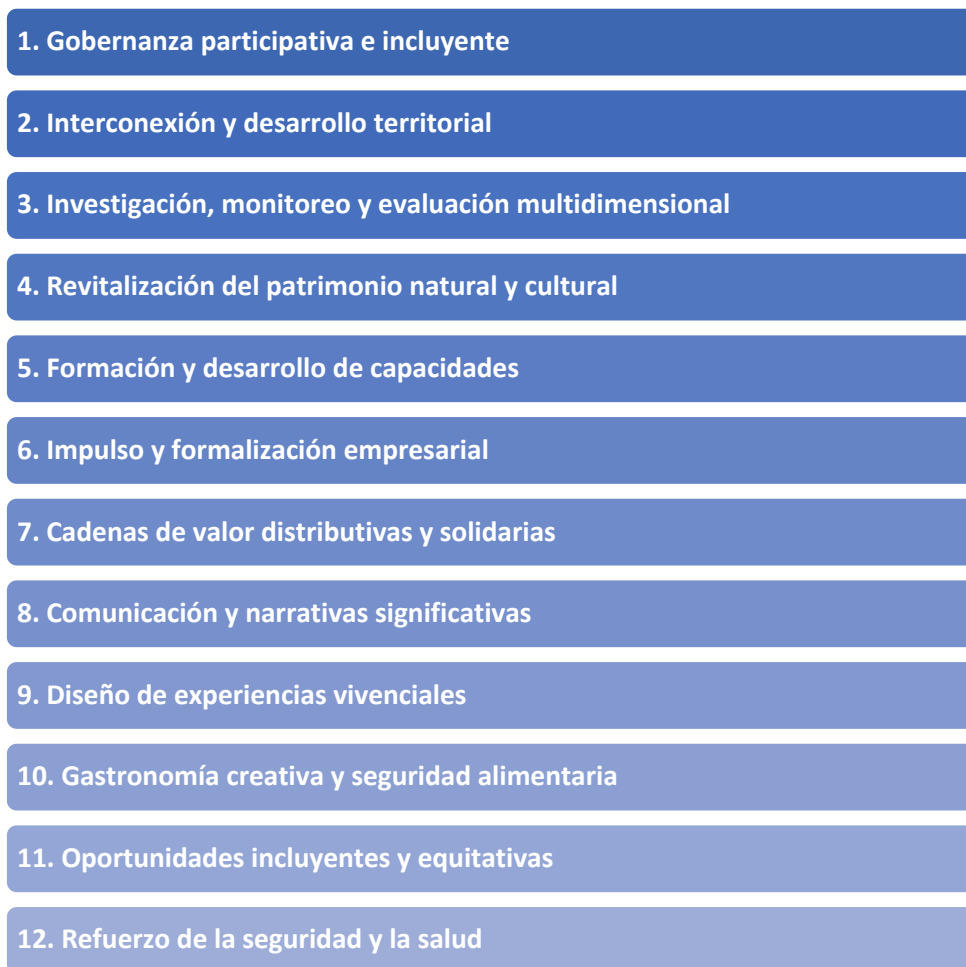 1. Gobernanza participativa e incluyente
2. Interconexión y desarrollo territorial
3. Investigación, monitoreo y evaluación multidimensional
4. Revitalización del patrimonio natural y cultural
5. Formación y desarrollo de capacidades
6. Impulso y formalización empresarial
7. Cadenas de valor distributivas y solidarias
8. Comunicación y narrativas significativas
9. Diseño de experiencias vivenciales
10. Gastronomía creativa y seguridad alimentaria
11. Oportunidades incluyentes y equitativas
12. Refuerzo de la seguridad y la salud